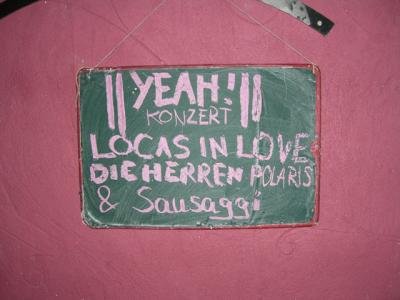 !! YEAH! !!
KONZERT
LOCAS IN LOVE
DIE HERREN POLARIS
& Sausaggi